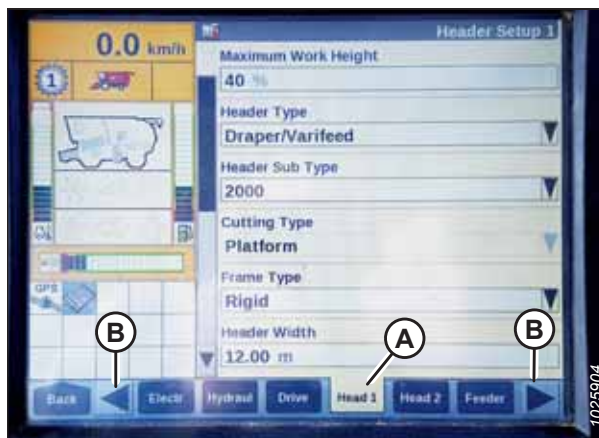 0.0 km/h
Header Setup 1
1
Maximum Work Height
40 %
Header Type
Draper/Varifeed
Header Sub Type
2000
Cutting Type
Platform
Frame Type
Rigid
GPS
Header Width
12.00 m
B
A
B
Back
Electr
Hydraul
Drive
Head 1
Head 2
Feeder
1025904